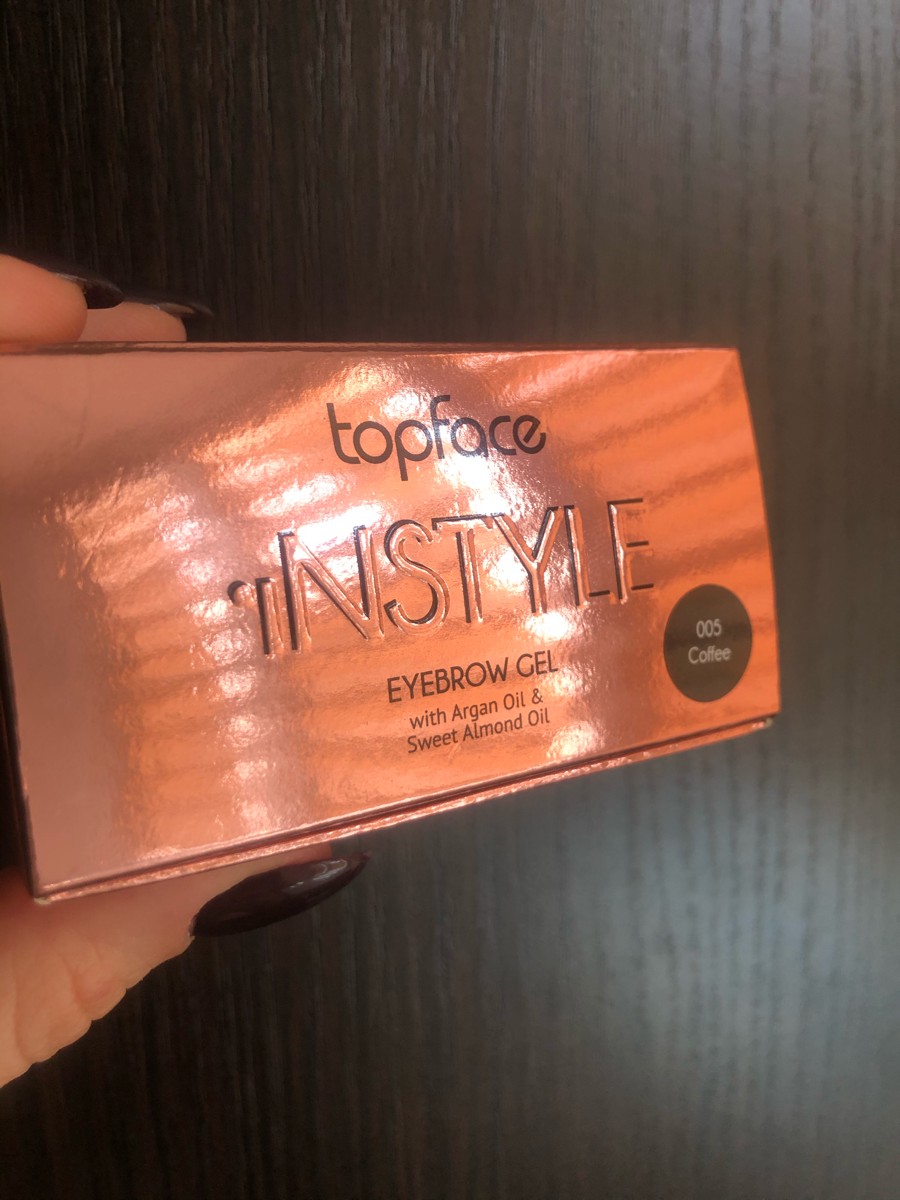 topface
INSTYLE
EYEBROW GEL
with Argan Oil &
Sweet Almond Oil
005
Coffee